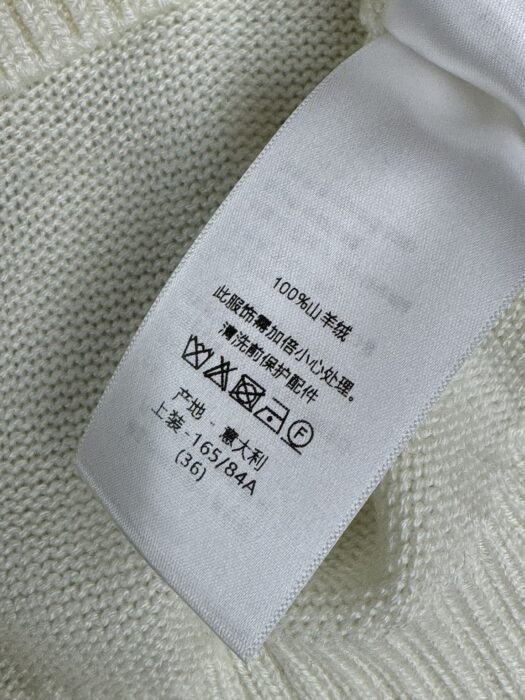 100%山羊绒
此服饰需加倍小心处理。
清洗前保护配件
F
产地 - 意大利
上装 -165/84A
(36)